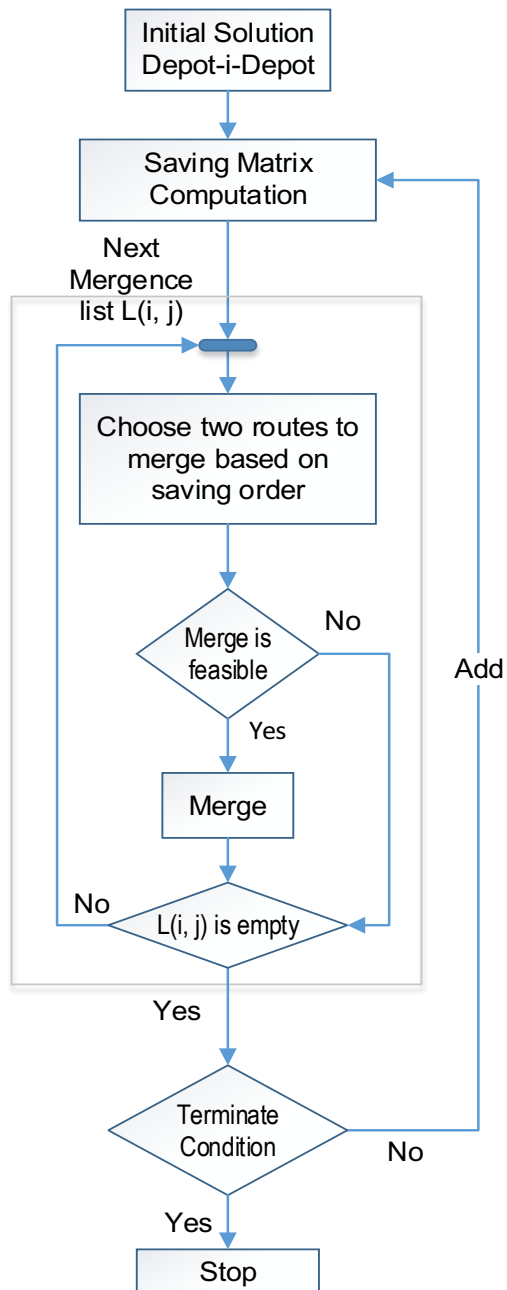 Initial Solution
Depot-i-Depot
Saving Matrix
Computation
Next
Mergence
list L(i, j)
Choose two routes to
merge based on
saving order
Merge is
feasible
No
Yes
Add
Merge
No
L(i, j) is empty
Yes
Terminate
Condition
No
Yes
Stop